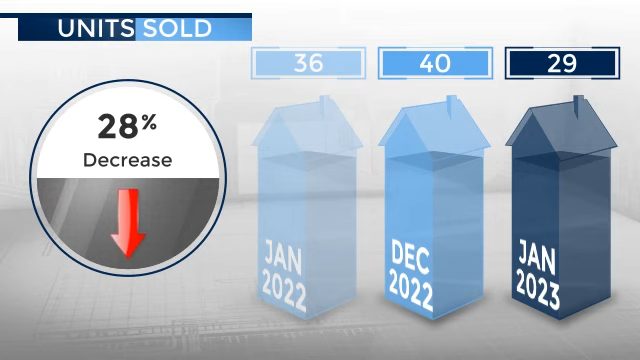 UNITS SOLD
36
40
29
28%
Decrease
JAN
2022
DEC
2022
JAN
2023